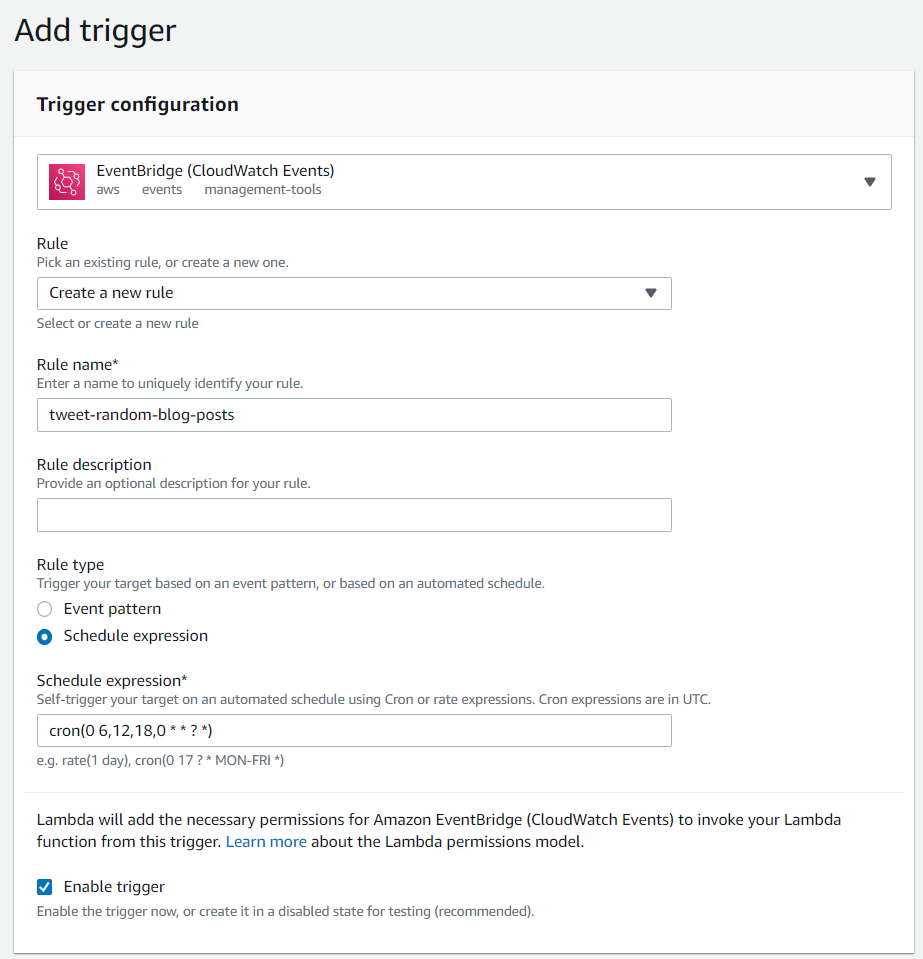 Add trigger
Trigger configuration
EventBridge (CloudWatch Events)
aws events management-tools
Rule
Pick an existing rule, or create a new one.
Create a new rule
Select or create a new rule
Rule name*
Enter a name to uniquely identify your rule.
tweet-random-blog-posts
Rule description
Provide an optional description for your rule.
Rule type
Trigger your target based on an event pattern, or based on an automated schedule.
Event pattern
Schedule expression
Schedule expression*
Self-trigger your target on an automated schedule using Cron or rate expressions. Cron expressions are in UTC.
cron(0 6,12,18,0 * * ? *)
e.g. rate(1 day), cron(0 17 ? * MON-FRI *)
Lambda will add the necessary permissions for Amazon EventBridge (CloudWatch Events) to invoke your Lambda
function from this trigger. Learn more about the Lambda permissions model.
Enable trigger
Enable the trigger now, or create it in a disabled state for testing (recommended).